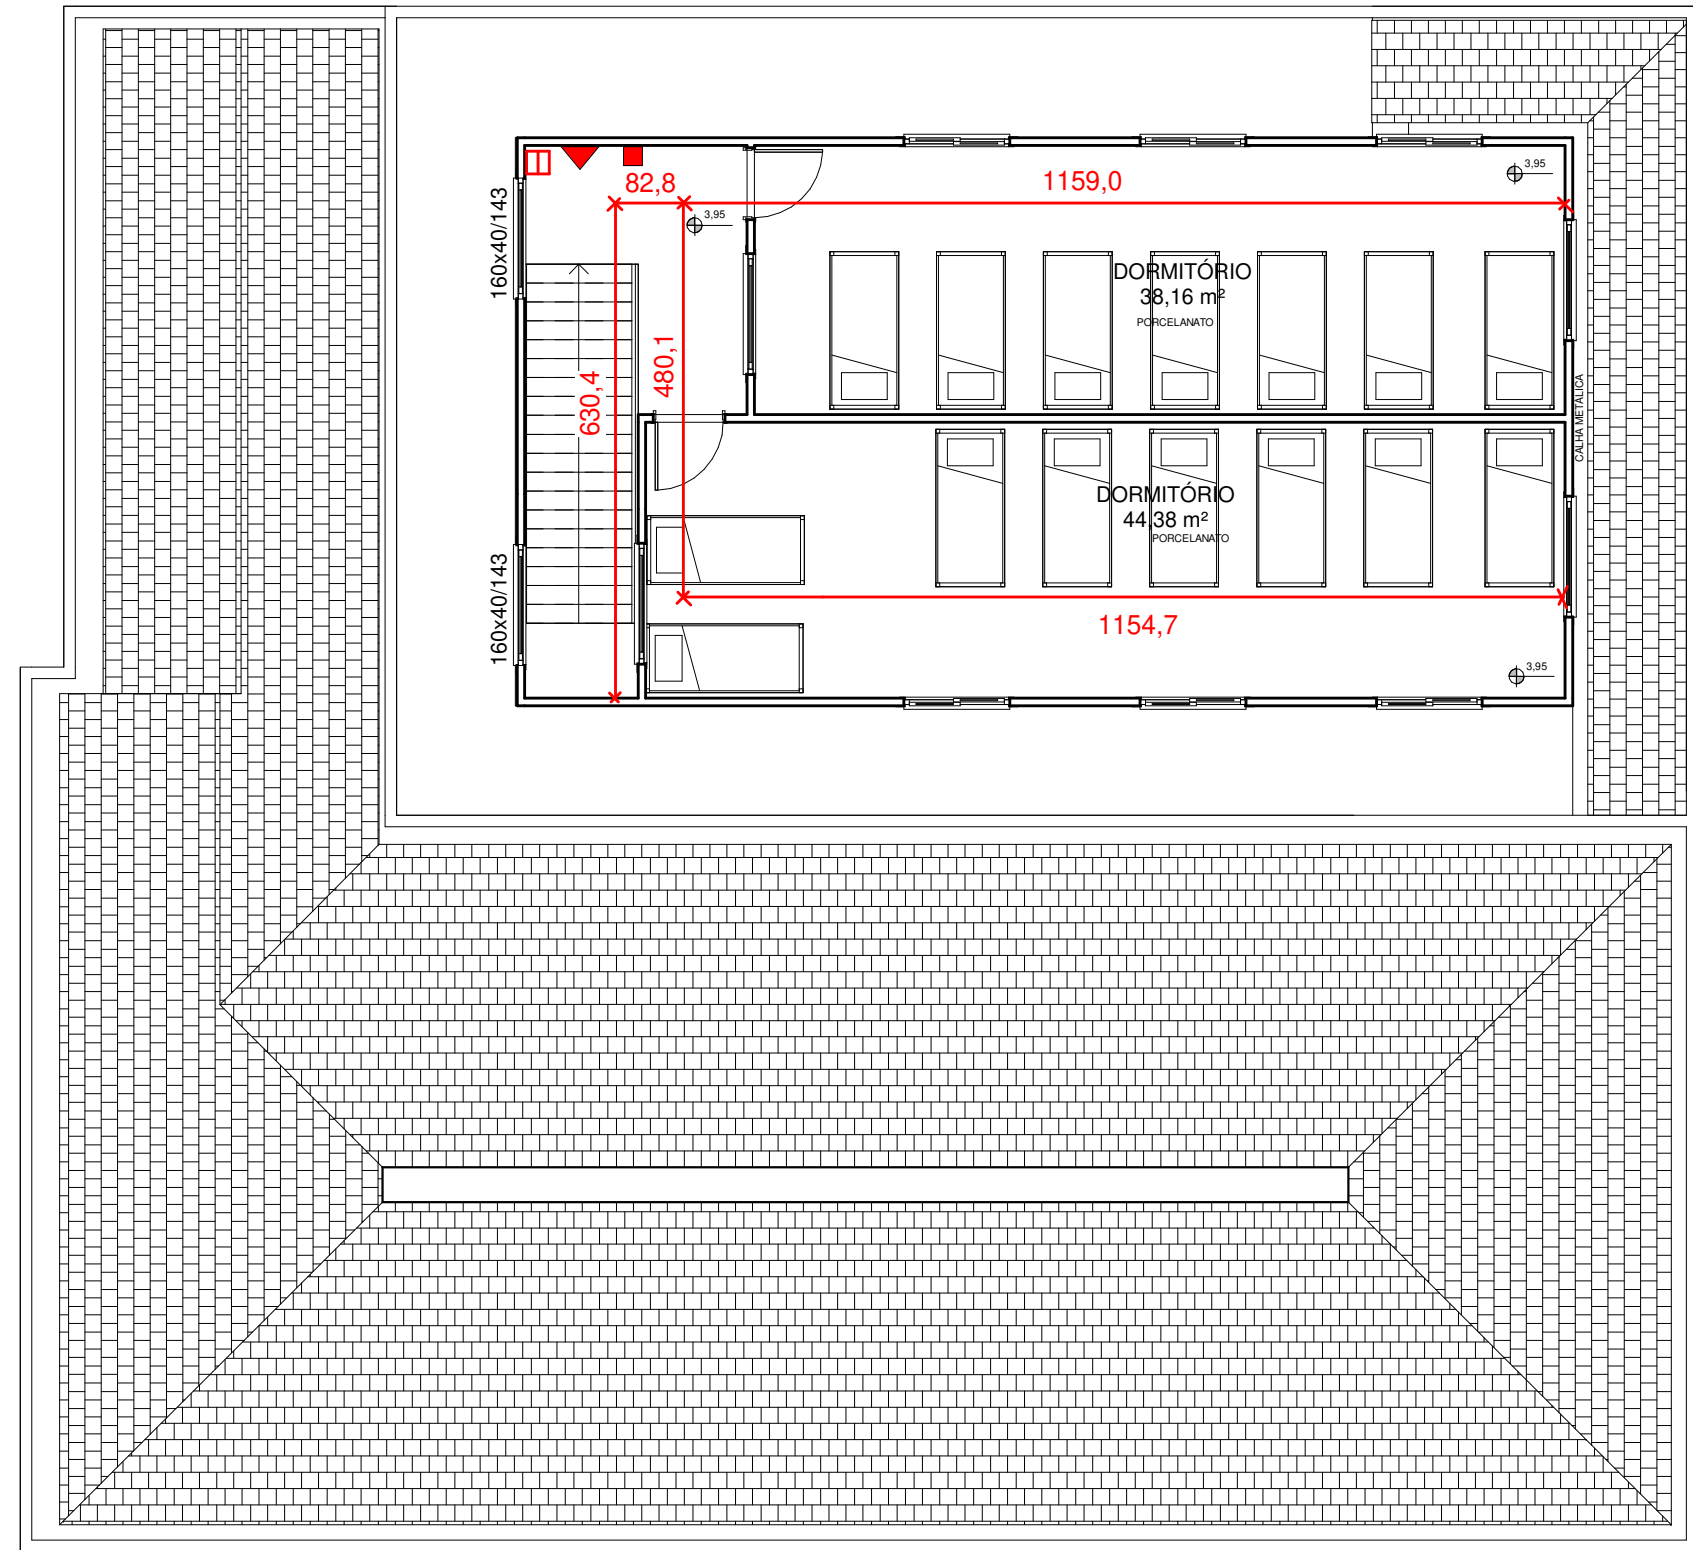 82,8
1159,0
3,95
3,95
160x40/143
DORMITÓRIO
38,16 m²
PORCELANATO
630,4
480,1
CALHA METÁLICA
DORMITÓRIO
44,38 m²
PORCELANATO
160x40/143
1154,7
3,95